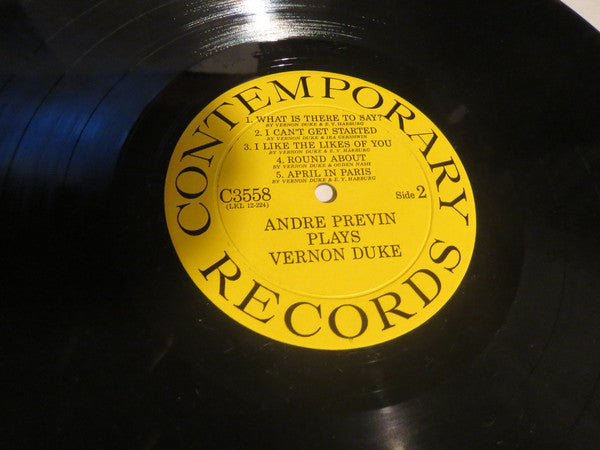 CONTEMPORARY
1. WHAT IS THERE TO SAY?
BY VERNON DUKE & E. Y. HARBURG
2. I CAN'T GET STARTED
BY VERNON DUKE & IRA GERSHWIN
3. I LIKE THE LIKES OF YOU
BY VERNON DUKE & E. Y. HARBURG
4. ROUND ABOUT
BY VERNON DUKE & OGDEN NASH
5. APRIL IN PARIS
BY VERNON DUKE & E. Y. HARBURG
C3558 Side 2
(LKL 12-224)
ANDRE PREVIN
PLAYS
VERNON DUKE
RECORDS